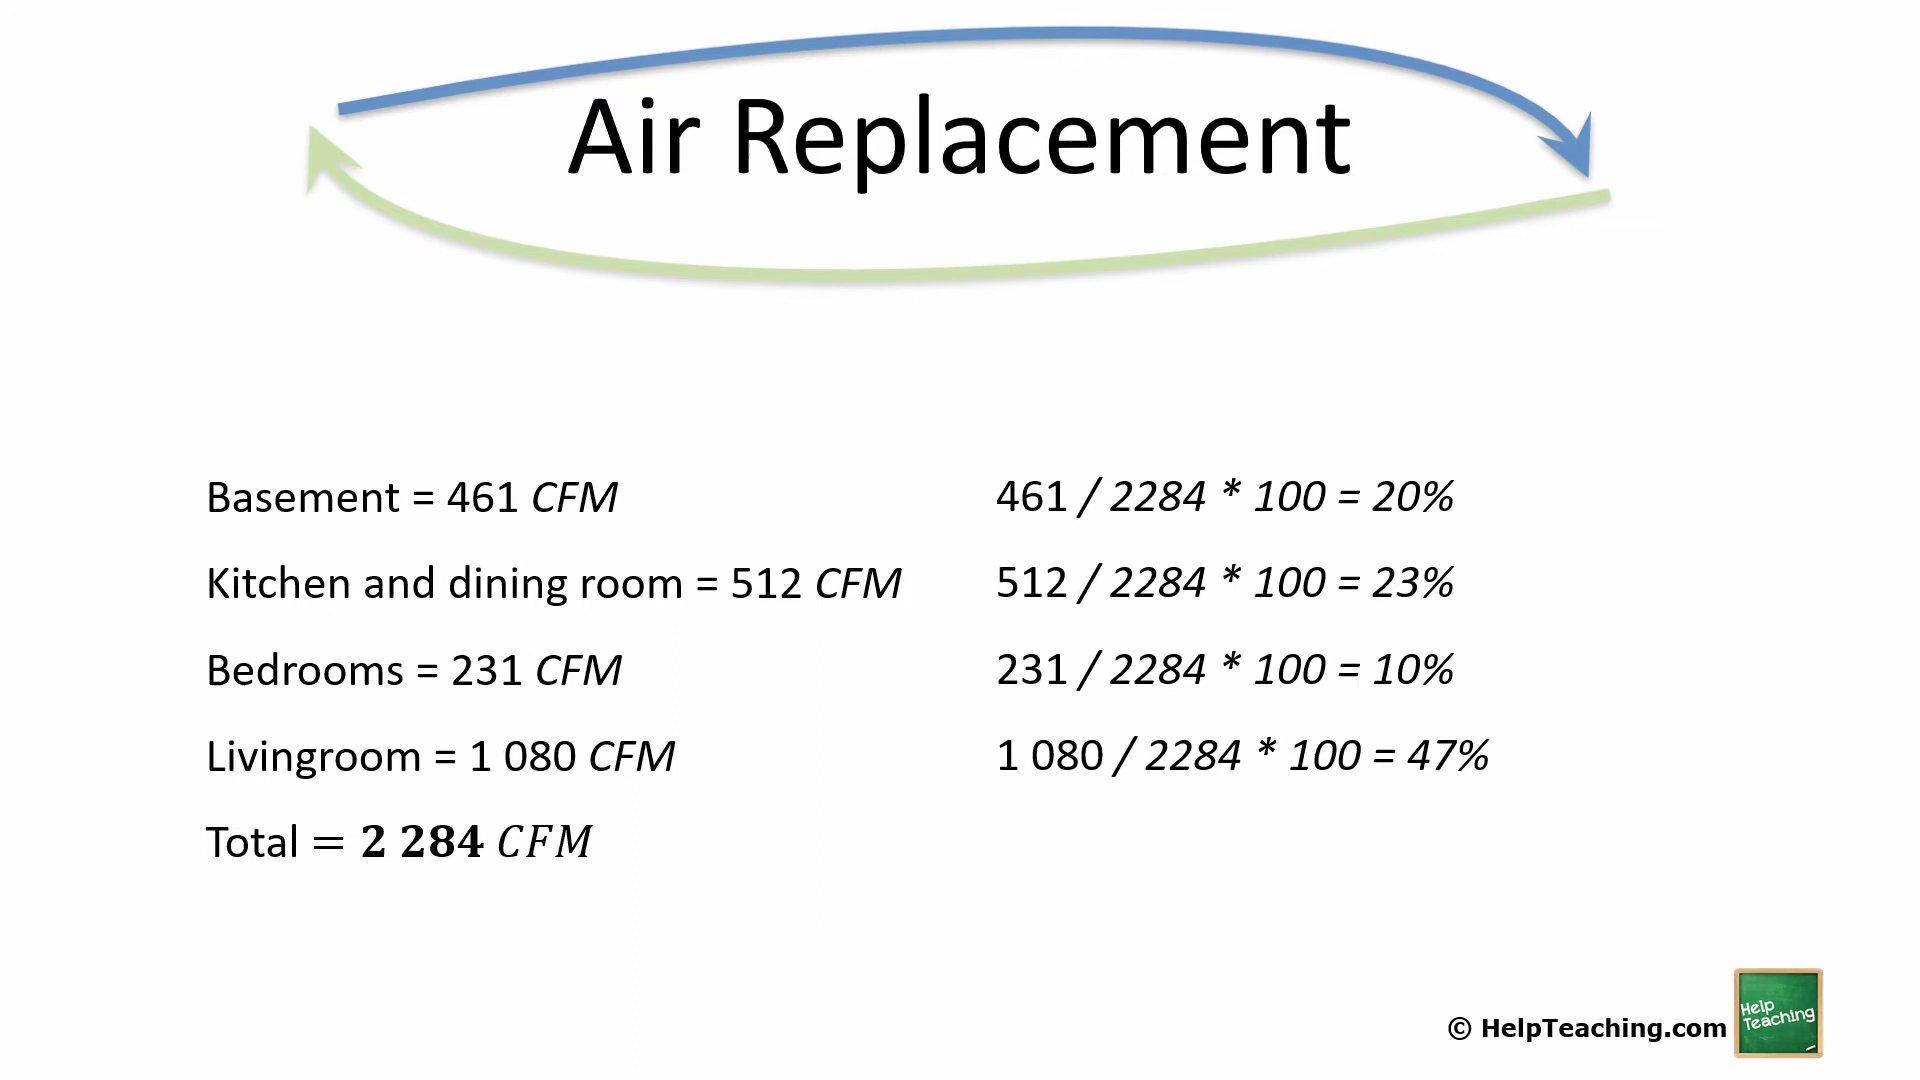 Air Replacement
Basement = 461 CFM
461 / 2284 * 100 = 20%
Kitchen and dining room = 512 CFM
512 / 2284 * 100 = 23%
Bedrooms = 231 CFM
231 / 2284 * 100 = 10%
Livingroom = 1 080 CFM
1 080 / 2284 * 100 = 47%
Total = 2 284 CFM
© HelpTeaching.com
Help
Teaching